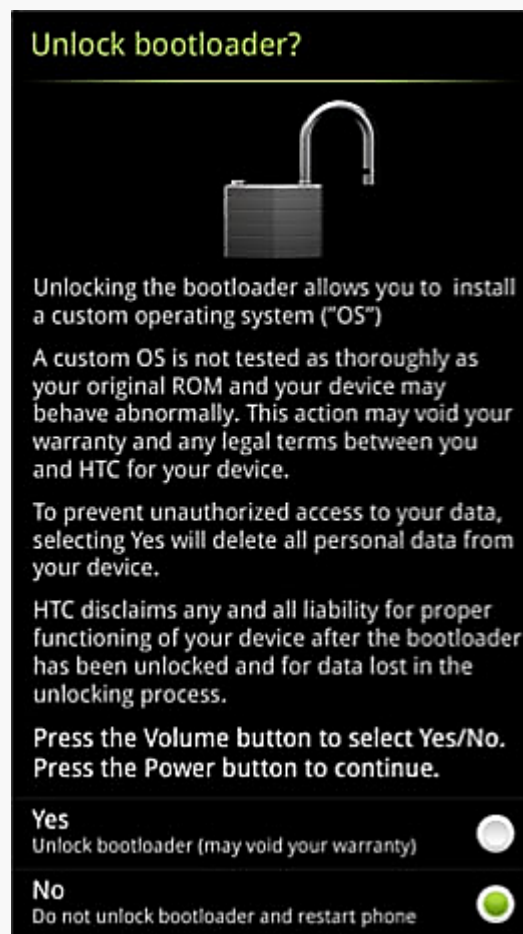 Unlock bootloader?
Unlocking the bootloader allows you to  install
a custom operating system (“OS”)
A custom OS is not tested as thoroughly as
your original ROM and your device may
behave abnormally. This action may void your
warranty and any legal terms between you
and HTC for your device.
To prevent unauthorized access to your data,
selecting Yes will delete all personal data from
your device.
HTC disclaims any and all liability for proper
functioning of your device after the bootloader
has been unlocked and for data lost in the
unlocking process.
Press the Volume button to select Yes/No.
Press the Power button to continue.
Yes
Unlock bootloader (may void your warranty)
No
Do not unlock bootloader and restart phone